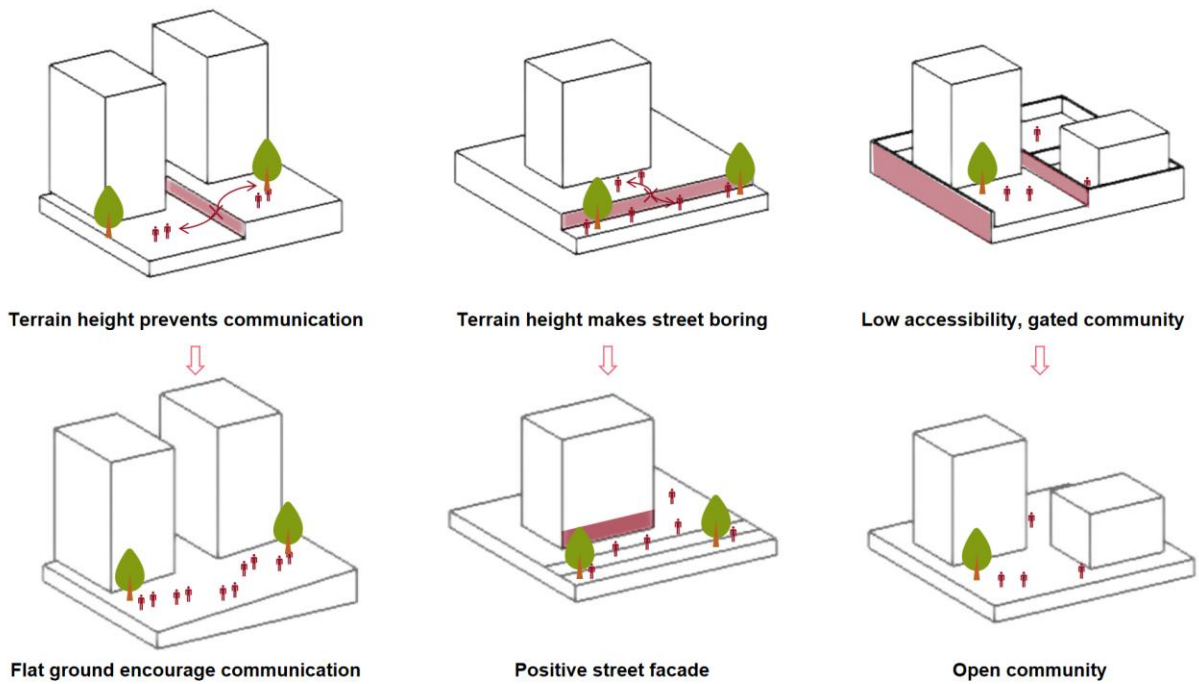 Terrain height prevents communication
Terrain height makes street boring
Low accessibility, gated community
Flat ground encourage communication
Positive street facade
Open community